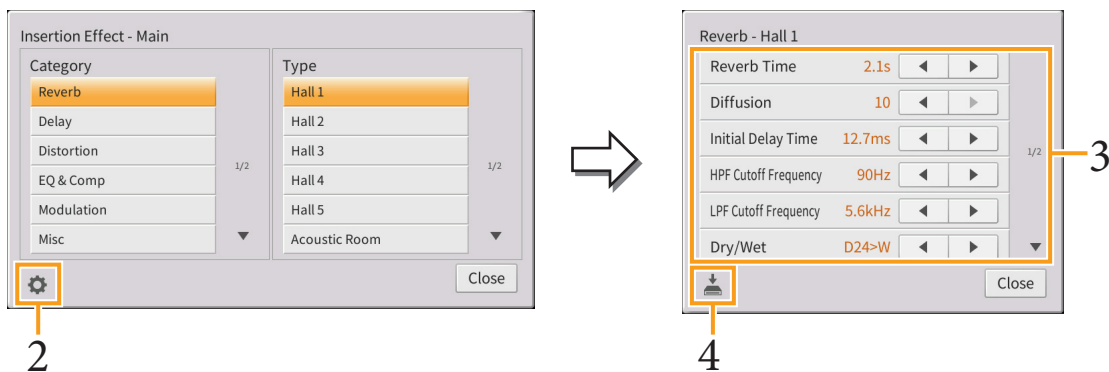 Insertion Effect - Main
Category
Reverb
Delay
Distortion
EQ & Comp
Modulation
Misc
1/2
Type
Hall 1
Hall 2
Hall 3
Hall 4
Hall 5
Acoustic Room
1/2
Close
2
Reverb - Hall 1
Reverb Time 2.1s
Diffusion 10
Initial Delay Time 12.7ms
HPF Cutoff Frequency 90Hz
LPF Cutoff Frequency 5.6kHz
Dry/Wet D24>W
1/2
Close
3
4